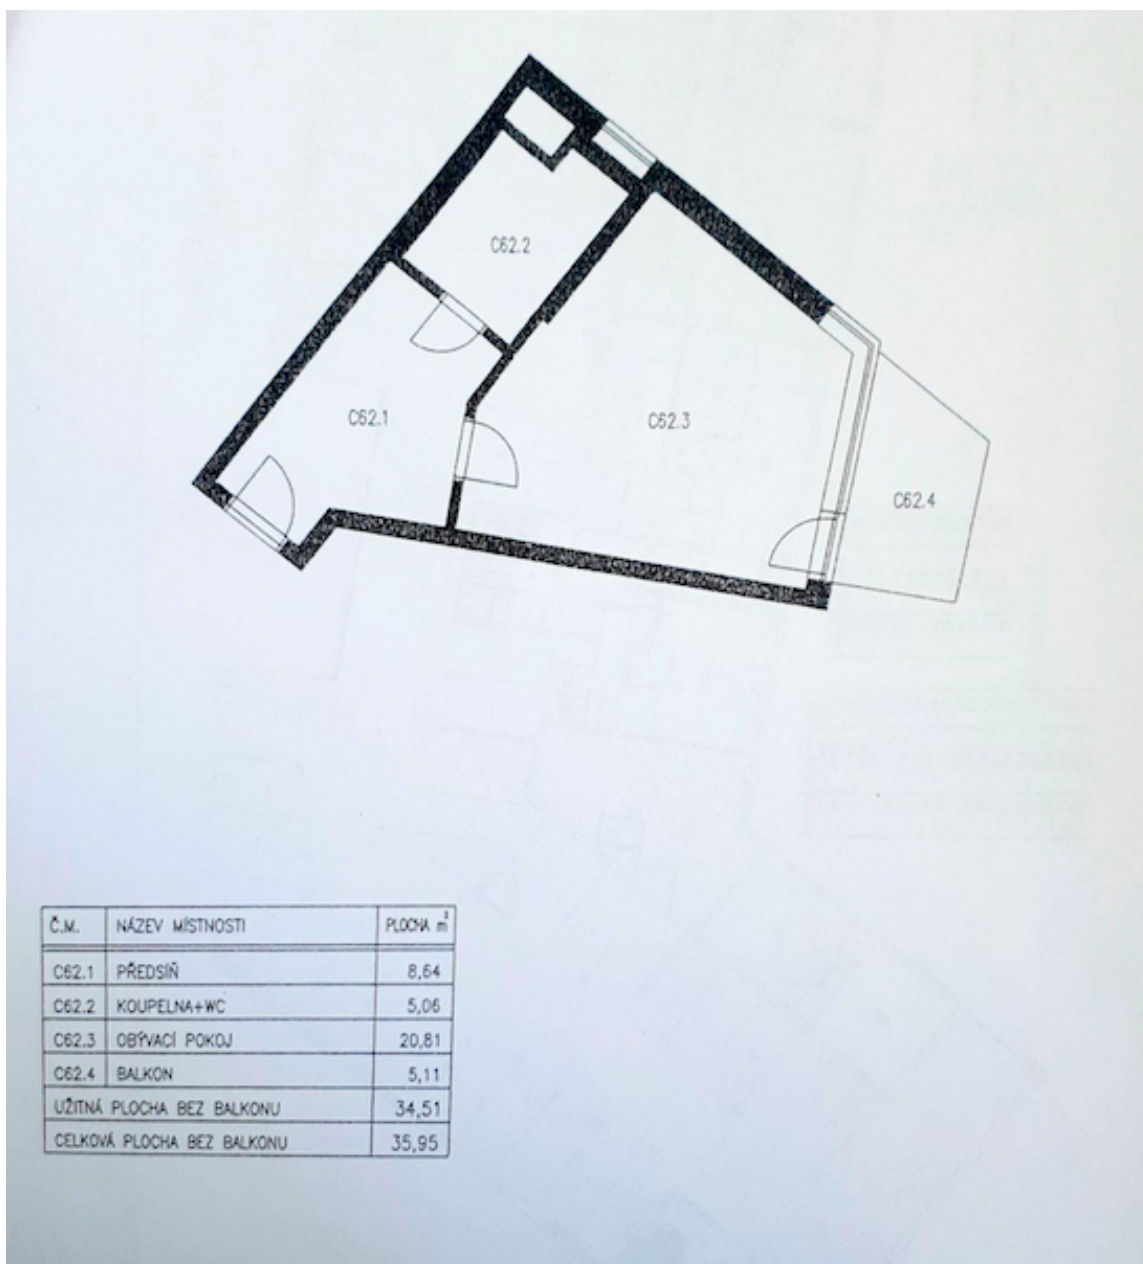 C62.2
C62.1
C62.3
C62.4
Č.M. NÁZEV MÍSTNOSTI PLOCHA m²
C62.1 PŘEDSÍŇ 8,64
C62.2 KOUPELNA+WC 5,06
C62.3 OBÝVACÍ POKOJ 20,81
C62.4 BALKON 5,11
UŽITNÁ PLOCHA BEZ BALKONU 34,51
CELKOVÁ PLOCHA BEZ BALKONU 35,95